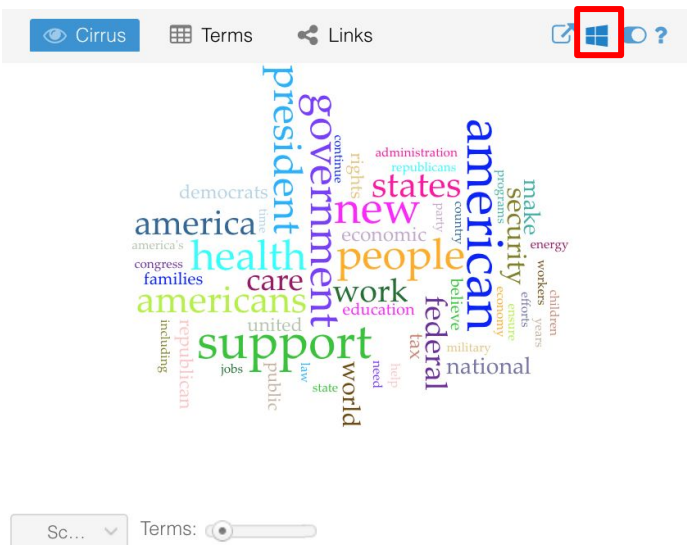 Cirrus Terms Links ?
president
government
american
continue
rights
administration
republicans
states
democrats
time
new
america
party
country
programs
security
make
economic
america's
health
people
energy
congress
families
care
workers
americans
work
education
believe
economy
efforts
children
united
federal
ensure
years
including
republican
support
tax
military
jobs
public
law
state
world
need
help
national
Sc... Terms: